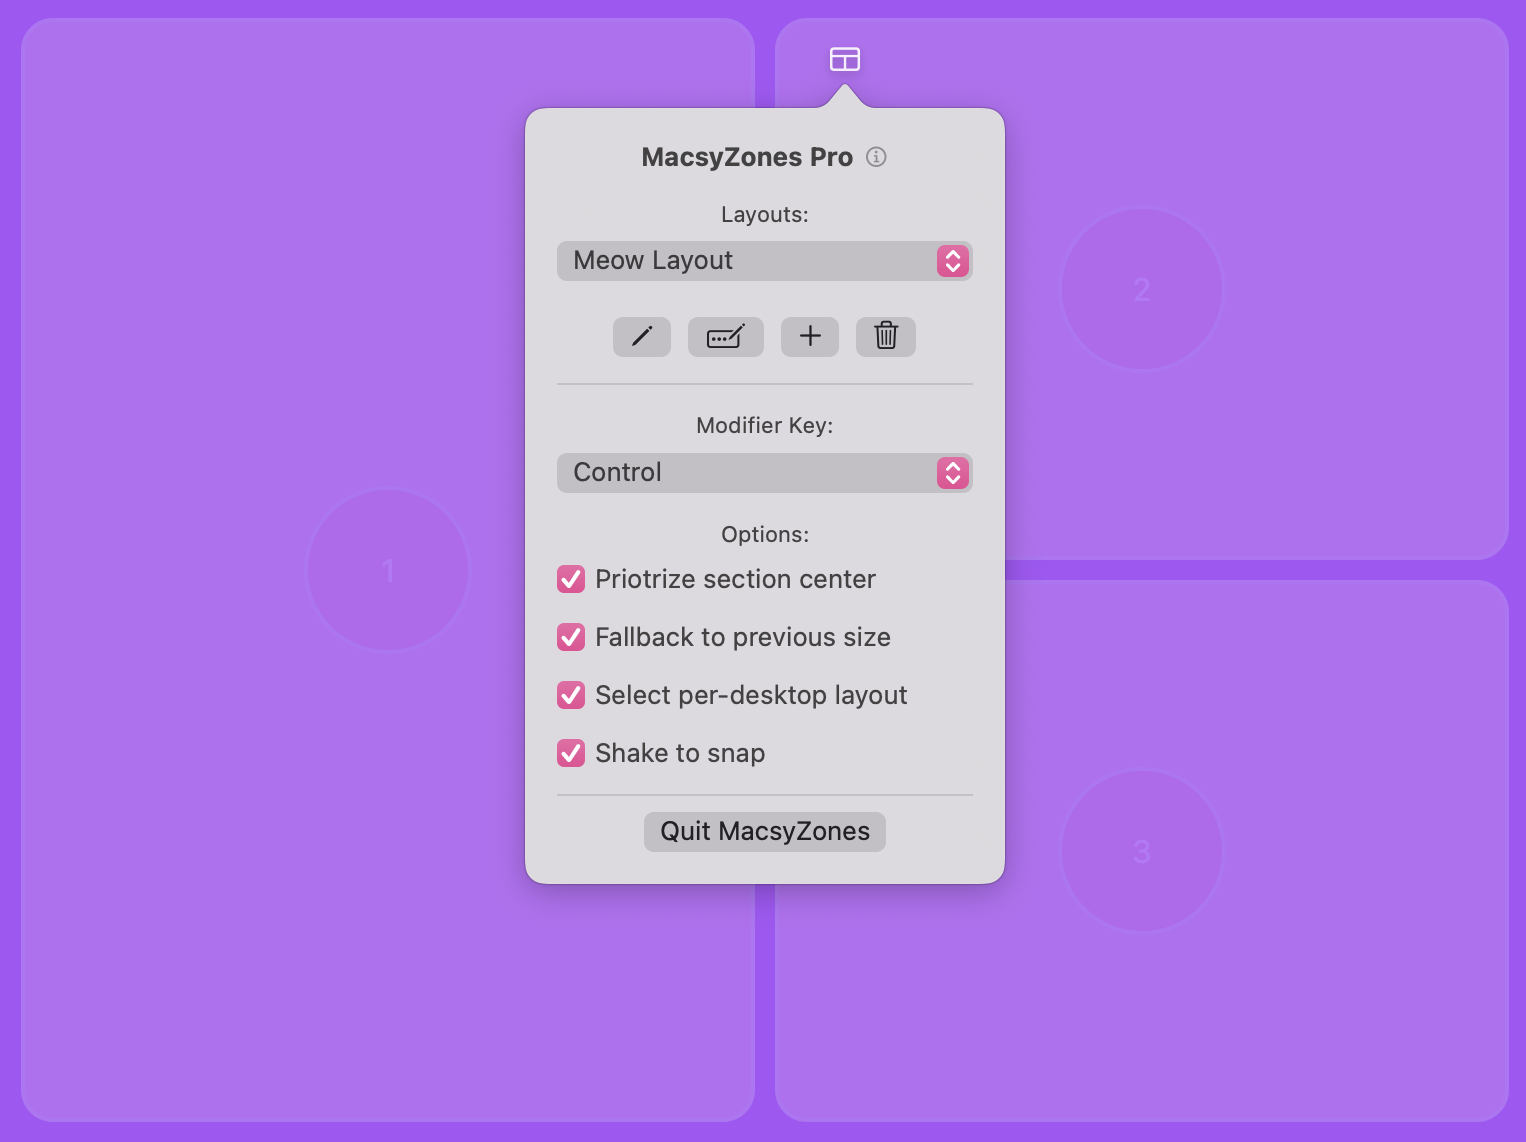 MacsyZones Pro
Layouts:
Meow Layout
Modifier Key:
Control
Options:
Priotrize section center
Fallback to previous size
Select per-desktop layout
Shake to snap
Quit MacsyZones
1
2
3